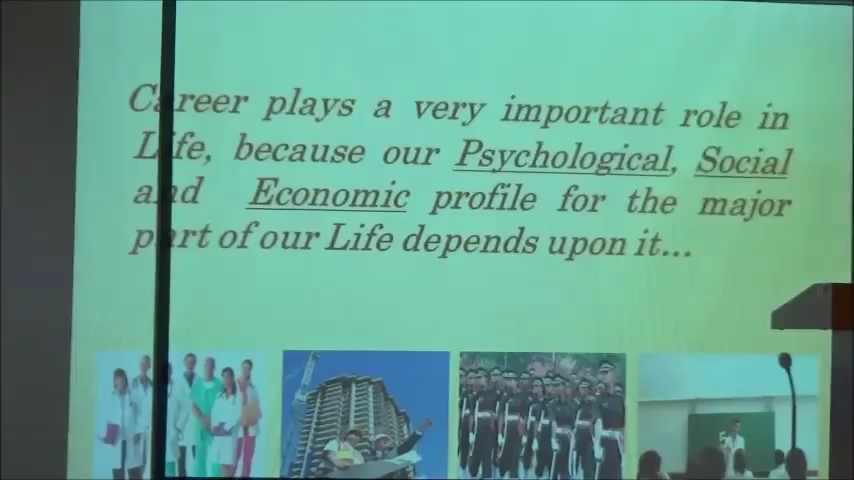 Career plays a very important role in
Life, because our Psychological, Social
and Economic profile for the major
part of our Life depends upon it...